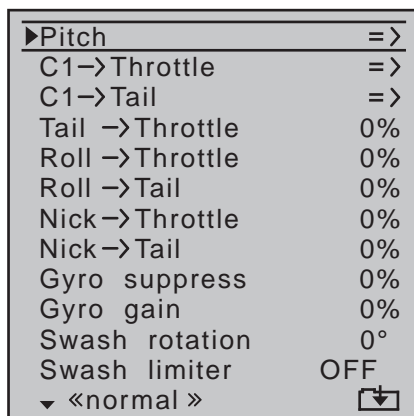 Pitch =>
C1->Throttle =>
C1->Tail =>
Tail ->Throttle 0%
Roll ->Throttle 0%
Roll ->Tail 0%
Nick->Throttle 0%
Nick->Tail 0%
Gyro suppress 0%
Gyro gain 0%
Swash rotation 0°
Swash limiter OFF
«normal»